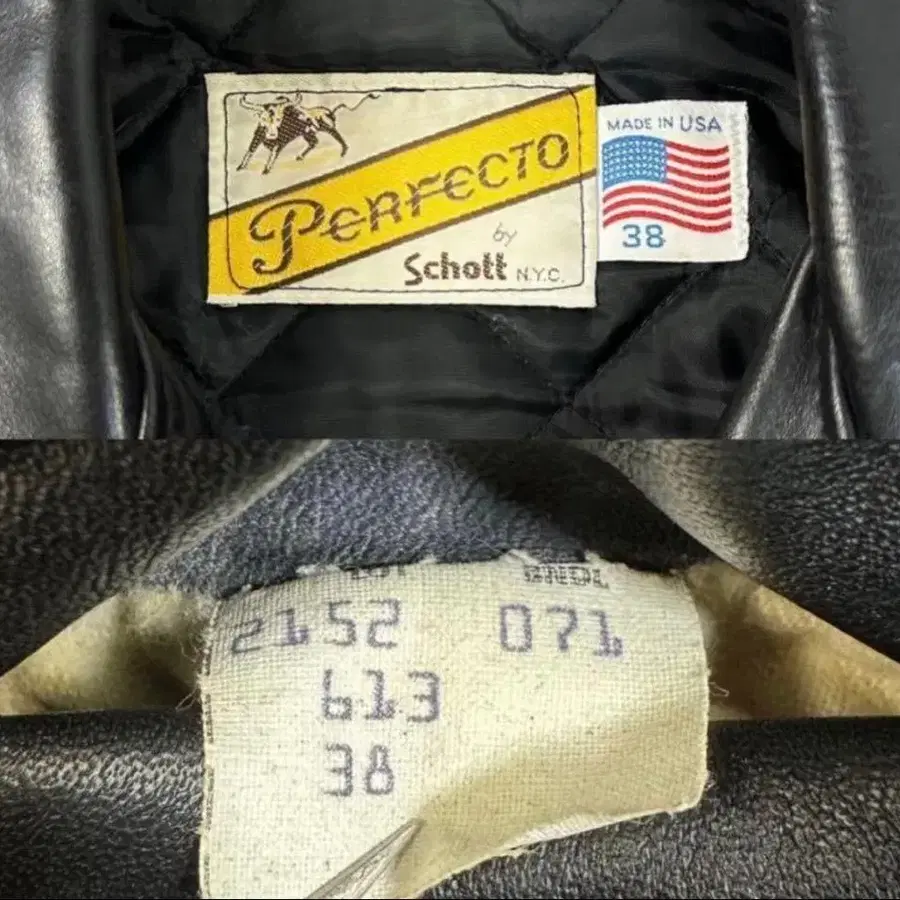 PERFECTO
by
Schott N.Y.C.
MADE IN USA
38
2152 071
613
38